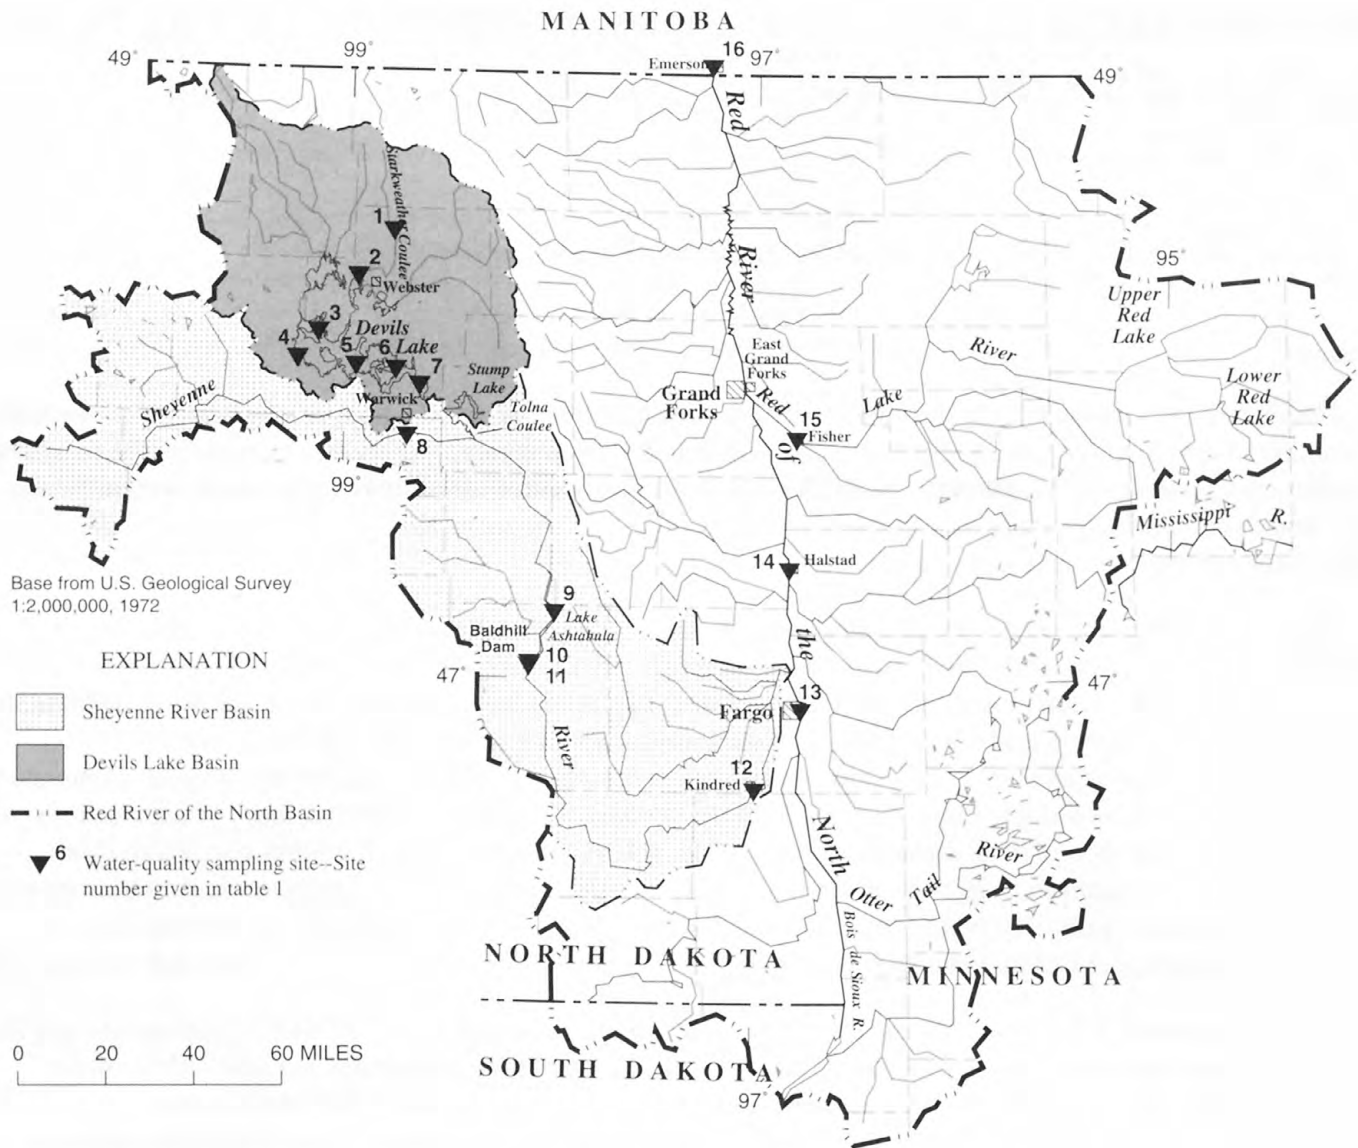 MANITOBA
49°
99°
Emerson
16
97°
49°
Red
River
of
the
North
Starkweather
Coulee
1
2
Webster
3
Devils
Lake
4
5
6
7
Stump
Lake
Warwick
Tolna
Coulee
8
Sheyenne
River
99°
95°
Upper
Red
Lake
Lower
Red
Lake
East
Grand
Forks
Grand
Forks
Red
Lake
River
15
Fisher
Mississippi R.
14
Halstad
9
Lake
Ashtabula
Baldhill
Dam
10
11
47°
47°
13
Fargo
12
Kindred
Otter Tail River
Bois de Sioux R.
NORTH DAKOTA
MINNESOTA
SOUTH DAKOTA
97°
Base from U.S. Geological Survey
1:2,000,000, 1972
EXPLANATION
Sheyenne River Basin
Devils Lake Basin
Red River of the North Basin
6
Water-quality sampling site--Site
number given in table 1
0 20 40 60 MILES